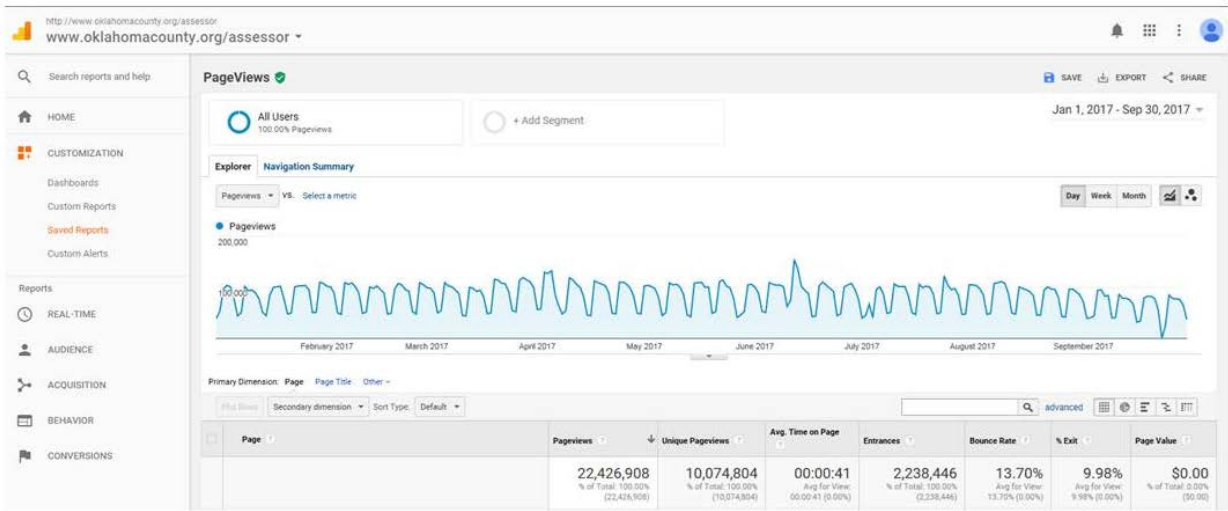 http://www.oklahomacounty.org/assessor
www.oklahomacounty.org/assessor
Search reports and help
HOME
CUSTOMIZATION
Dashboards
Custom Reports
Saved Reports
Custom Alerts
Reports
REAL-TIME
AUDIENCE
ACQUISITION
BEHAVIOR
CONVERSIONS
PageViews
SAVE EXPORT SHARE
All Users
100.00% Pageviews
+ Add Segment
Jan 1, 2017 - Sep 30, 2017
Explorer Navigation Summary
Pageviews VS. Select a metric
Day Week Month
Pageviews
200,000
100,000
February 2017 March 2017 April 2017 May 2017 June 2017 July 2017 August 2017 September 2017
Primary Dimension: Page Page Title Other
Plot Rows Secondary dimension Sort Type: Default advanced
Page Pageviews Unique Pageviews Avg. Time on Page Entrances Bounce Rate % Exit Page Value
22,426,908 10,074,804 00:00:41 2,238,446 13.70% 9.98% $0.00
% of Total: 100.00% % of Total: 100.00% Avg for View: % of Total: 100.00% Avg for View: Avg for View: % of Total: 0.00%
(22,426,908) (10,074,804) 00:00:41 (0.00%) (2,238,446) 13.70% (0.00%) 9.98% (0.00%) ($0.00)